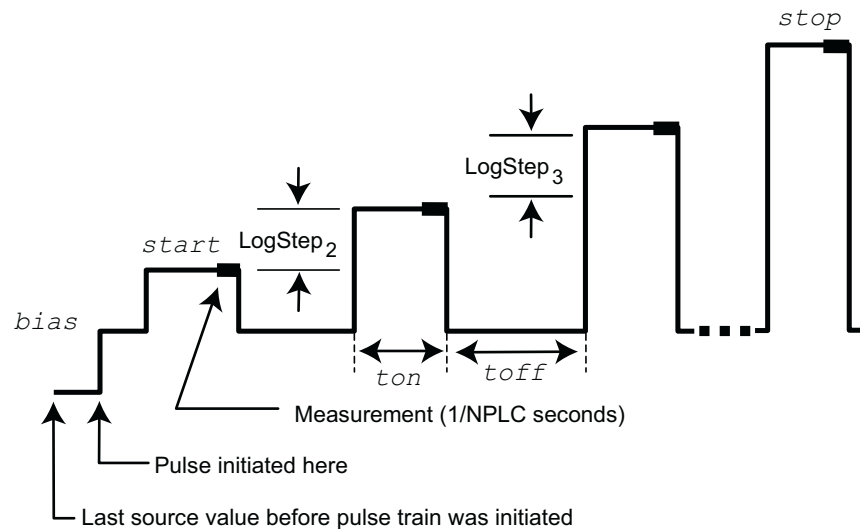 stop
LogStep3
start
LogStep2
bias
ton
toff
Measurement (1/NPLC seconds)
Pulse initiated here
Last source value before pulse train was initiated